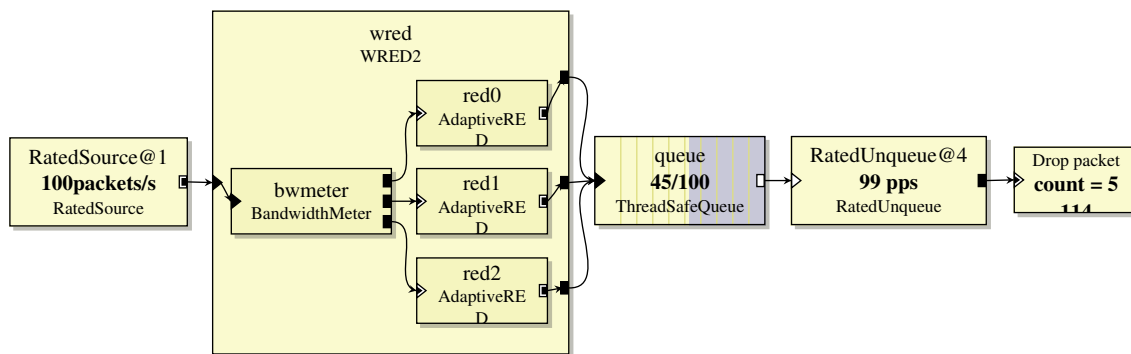 wred
WRED2
RatedSource@1
100packets/s
RatedSource
bwmeter
BandwidthMeter
red0
AdaptiveRE
D
red1
AdaptiveRE
D
red2
AdaptiveRE
D
queue
45/100
ThreadSafeQueue
RatedUnqueue@4
99 pps
RatedUnqueue
Drop packet
count = 5
114